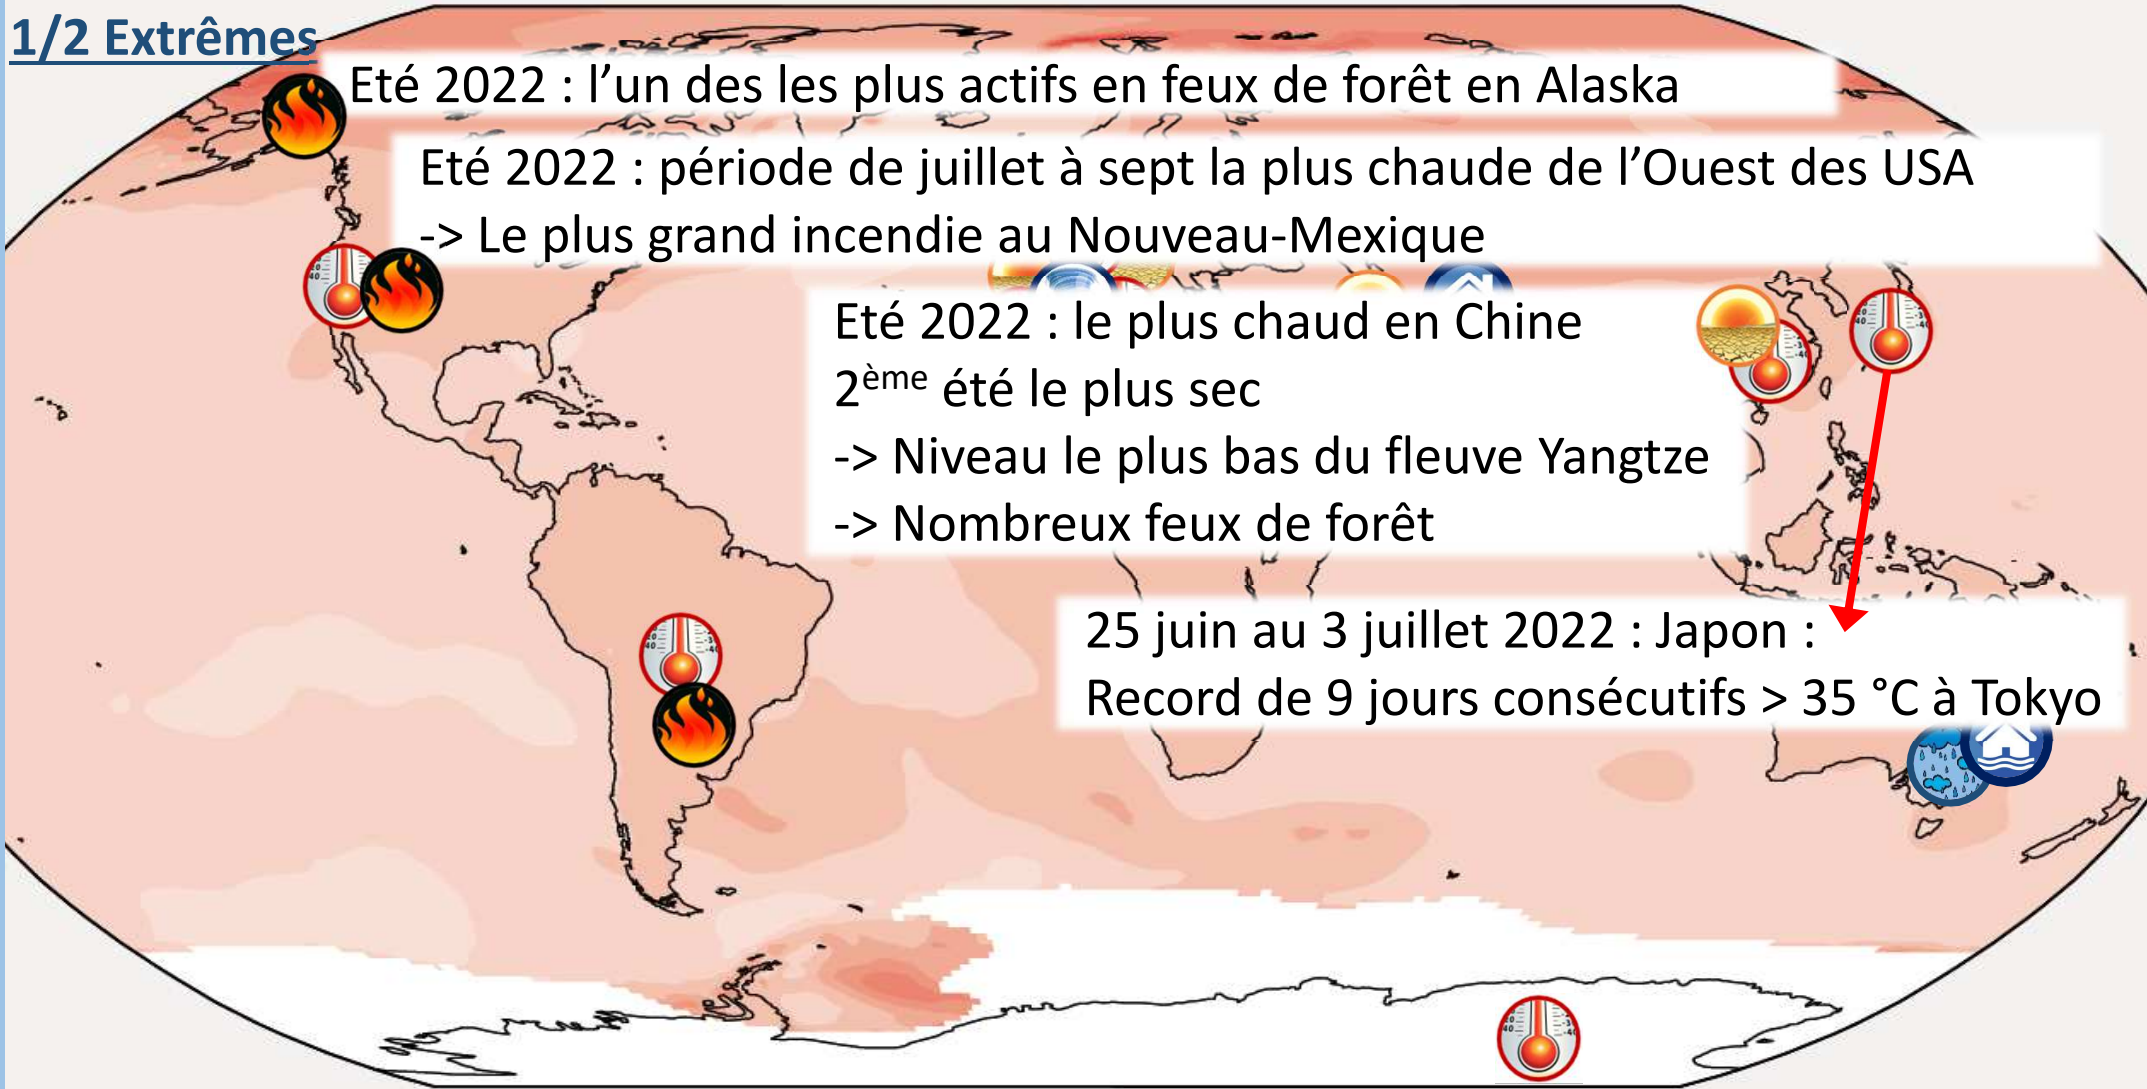 1/2 Extrêmes
Eté 2022 : l’un des les plus actifs en feux de forêt en Alaska
Eté 2022 : période de juillet à sept la plus chaude de l’Ouest des USA
-> Le plus grand incendie au Nouveau-Mexique
Eté 2022 : le plus chaud en Chine
2ème été le plus sec
-> Niveau le plus bas du fleuve Yangtze
-> Nombreux feux de forêt
25 juin au 3 juillet 2022 : Japon :
Record de 9 jours consécutifs > 35 °C à Tokyo